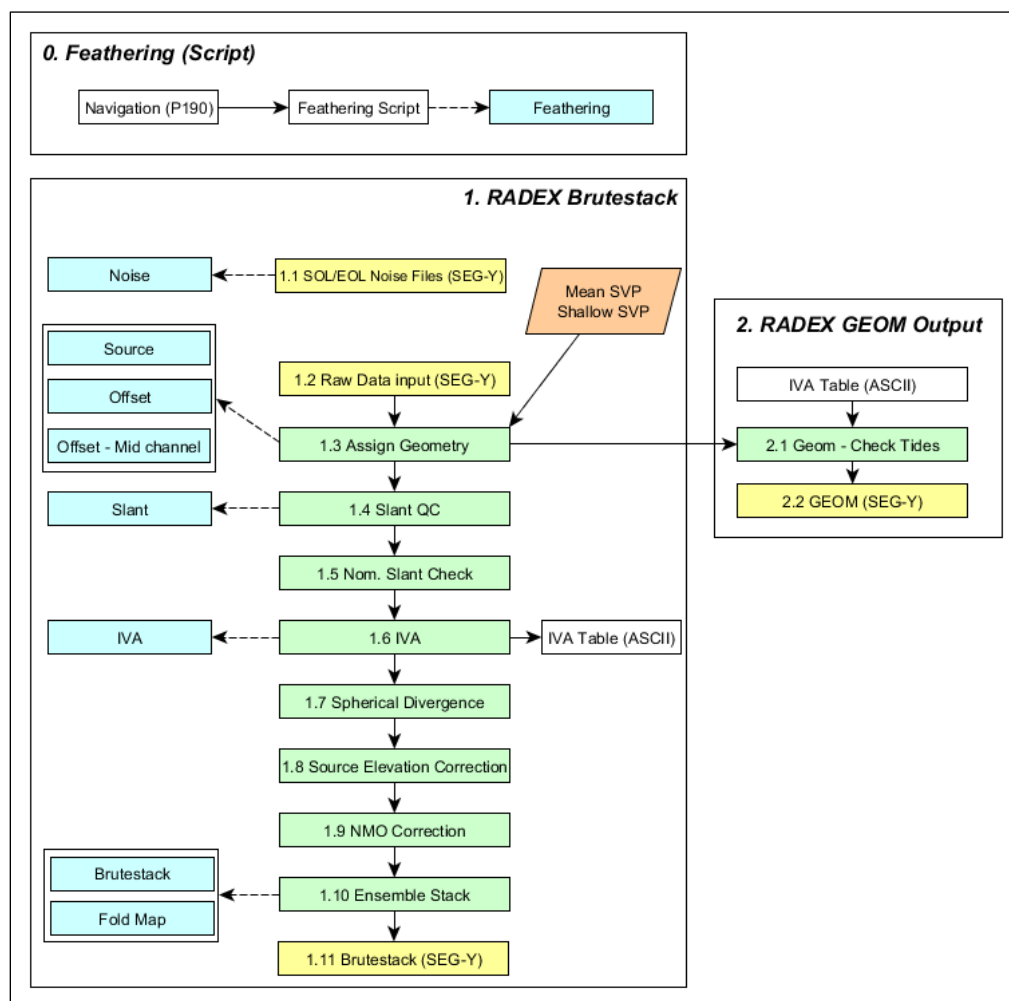 0. Feathering (Script)
Navigation (P190)
Feathering Script
Feathering
1. RADEX Brutestack
Noise
1.1 SOL/EOL Noise Files (SEG-Y)
Mean SVP
Shallow SVP
Source
Offset
Offset - Mid channel
1.2 Raw Data input (SEG-Y)
1.3 Assign Geometry
Slant
1.4 Slant QC
1.5 Nom. Slant Check
IVA
1.6 IVA
IVA Table (ASCII)
1.7 Spherical Divergence
1.8 Source Elevation Correction
1.9 NMO Correction
Brutestack
Fold Map
1.10 Ensemble Stack
1.11 Brutestack (SEG-Y)
2. RADEX GEOM Output
IVA Table (ASCII)
2.1 Geom - Check Tides
2.2 GEOM (SEG-Y)